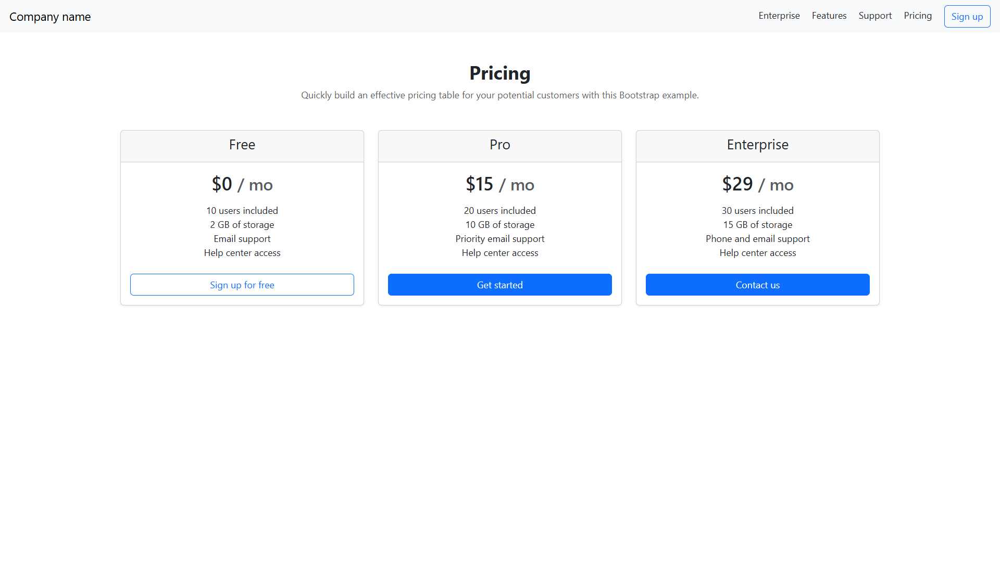 Company name
Enterprise
Features
Support
Pricing
Sign up
Pricing
Quickly build an effective pricing table for your potential customers with this Bootstrap example.
Free
$0 / mo
10 users included
2 GB of storage
Email support
Help center access
Sign up for free
Pro
$15 / mo
20 users included
10 GB of storage
Priority email support
Help center access
Get started
Enterprise
$29 / mo
30 users included
15 GB of storage
Phone and email support
Help center access
Contact us